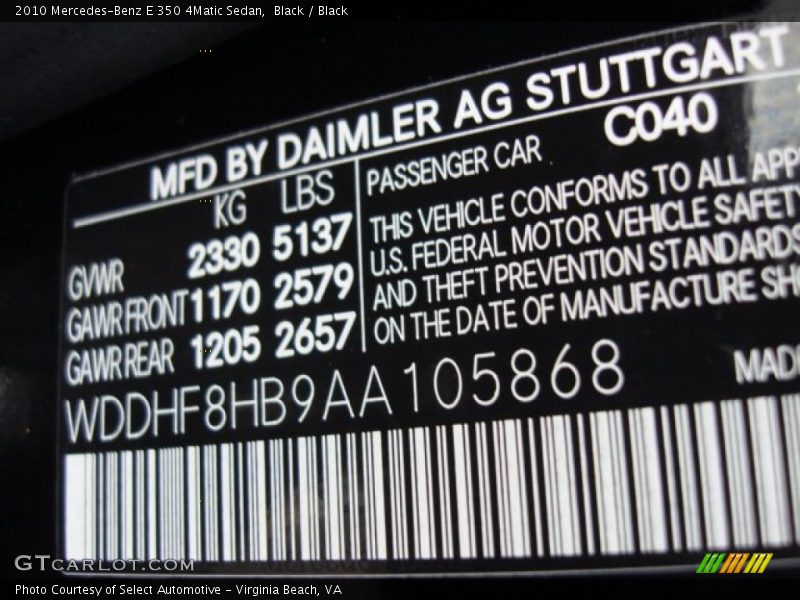 2010 Mercedes-Benz E 350 4Matic Sedan,  Black / Black
MFD BY DAIMLER AG STUTTGART
KG LBS
GVWR 2330 5137
GAWR FRONT 1170 2579
GAWR REAR 1205 2657
PASSENGER CAR C040
THIS VEHICLE CONFORMS TO ALL APP
U.S. FEDERAL MOTOR VEHICLE SAFETY
AND THEFT PREVENTION STANDARDS
ON THE DATE OF MANUFACTURE SH
WDDHF8HB9AA105868
MAD
GTCARLOT.COM
Photo Courtesy of Select Automotive - Virginia Beach, VA